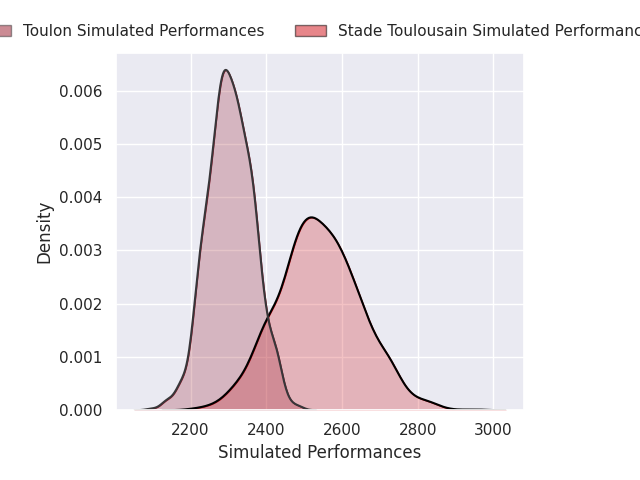 Toulon Simulated Performances
Stade Toulousain Simulated
0.006
0.005
0.004
0.003
0.002
0.001
0.000
Density
2200 2400 2600 2800 3000
Simulated Performances